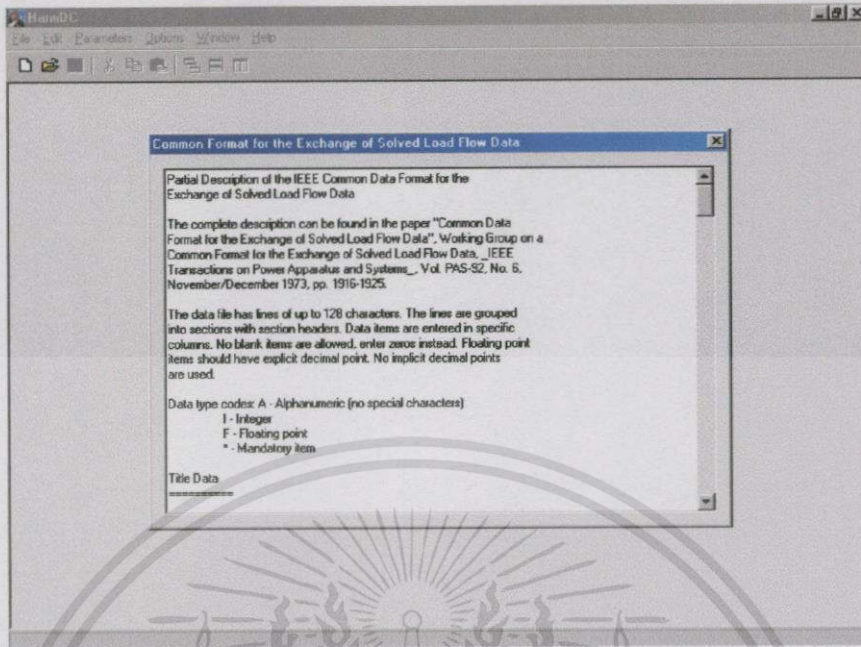 HarmDC
File Edit Parameters Options Window Help
Common Format for the Exchange of Solved Load Flow Data
Partial Description of the IEEE Common Data Format for the
Exchange of Solved Load Flow Data
The complete description can be found in the paper "Common Data
Format for the Exchange of Solved Load Flow Data", Working Group on a
Common Format for the Exchange of Solved Load Flow Data, _IEEE
Transactions on Power Apparatus and Systems_, Vol. PAS-92, No. 6,
November/December 1973, pp. 1916-1925.
The data file has lines of up to 128 characters. The lines are grouped
into sections with section headers. Data items are entered in specific
columns. No blank items are allowed, enter zeros instead. Floating point
items should have explicit decimal point. No implicit decimal points
are used.
Data type codes: A - Alphanumeric (no special characters)
I - Integer
F - Floating point
* - Mandatory item
Title Data
==========